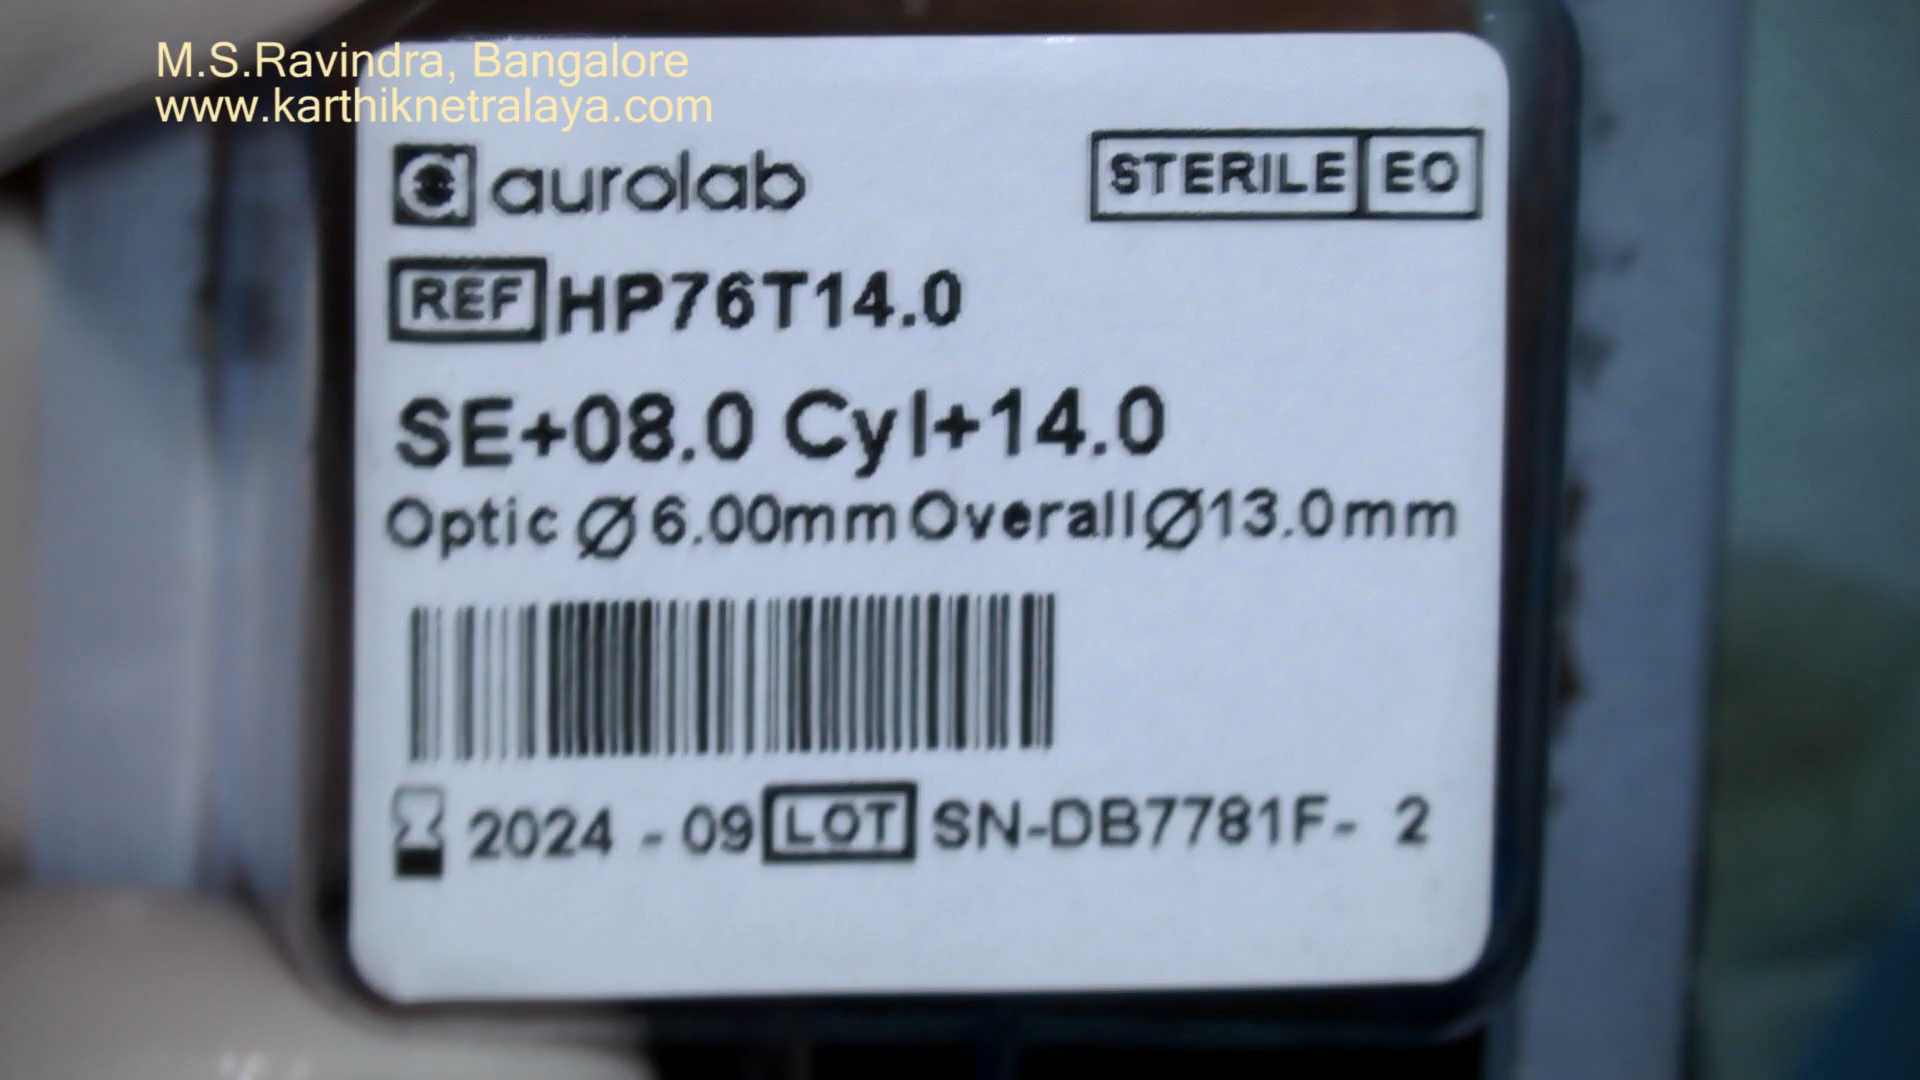 M.S.Ravindra, Bangalore
www.karthiknetralaya.com
aurolab
STERILE EO
REF HP76T14.0
SE+08.0 Cyl+14.0
Optic Ø 6.00mm Overall Ø13.0mm
2024 - 09 LOT SN-DB7781F- 2